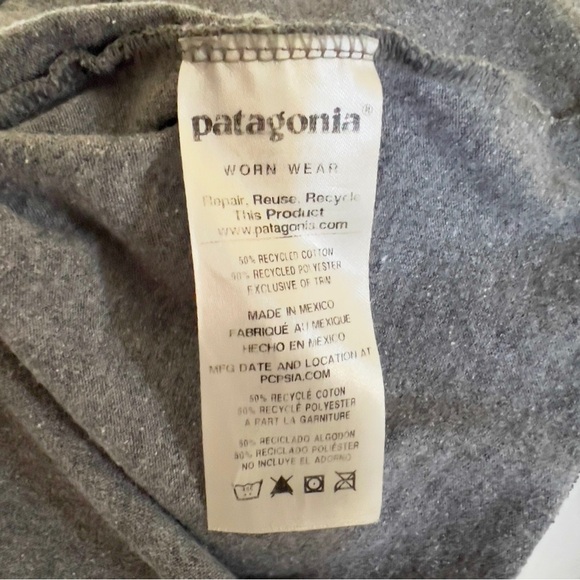 patagonia®
WORN WEAR
Repair, Reuse, Recycle
This Product
www.patagonia.com
50% RECYCLED COTTON
50% RECYCLED POLYESTER
EXCLUSIVE OF TRIM
MADE IN MEXICO
FABRIQUÉ AU MEXIQUE
HECHO EN MÉXICO
MFG DATE AND LOCATION AT
PCPSIA.COM
50% RECYCLÉ COTON
50% RECYCLÉ POLYESTER
A PART LA GARNITURE
50% RECICLADO ALGODÓN
50% RECICLADO POLIÉSTER
NO INCLUYE EL ADORNO